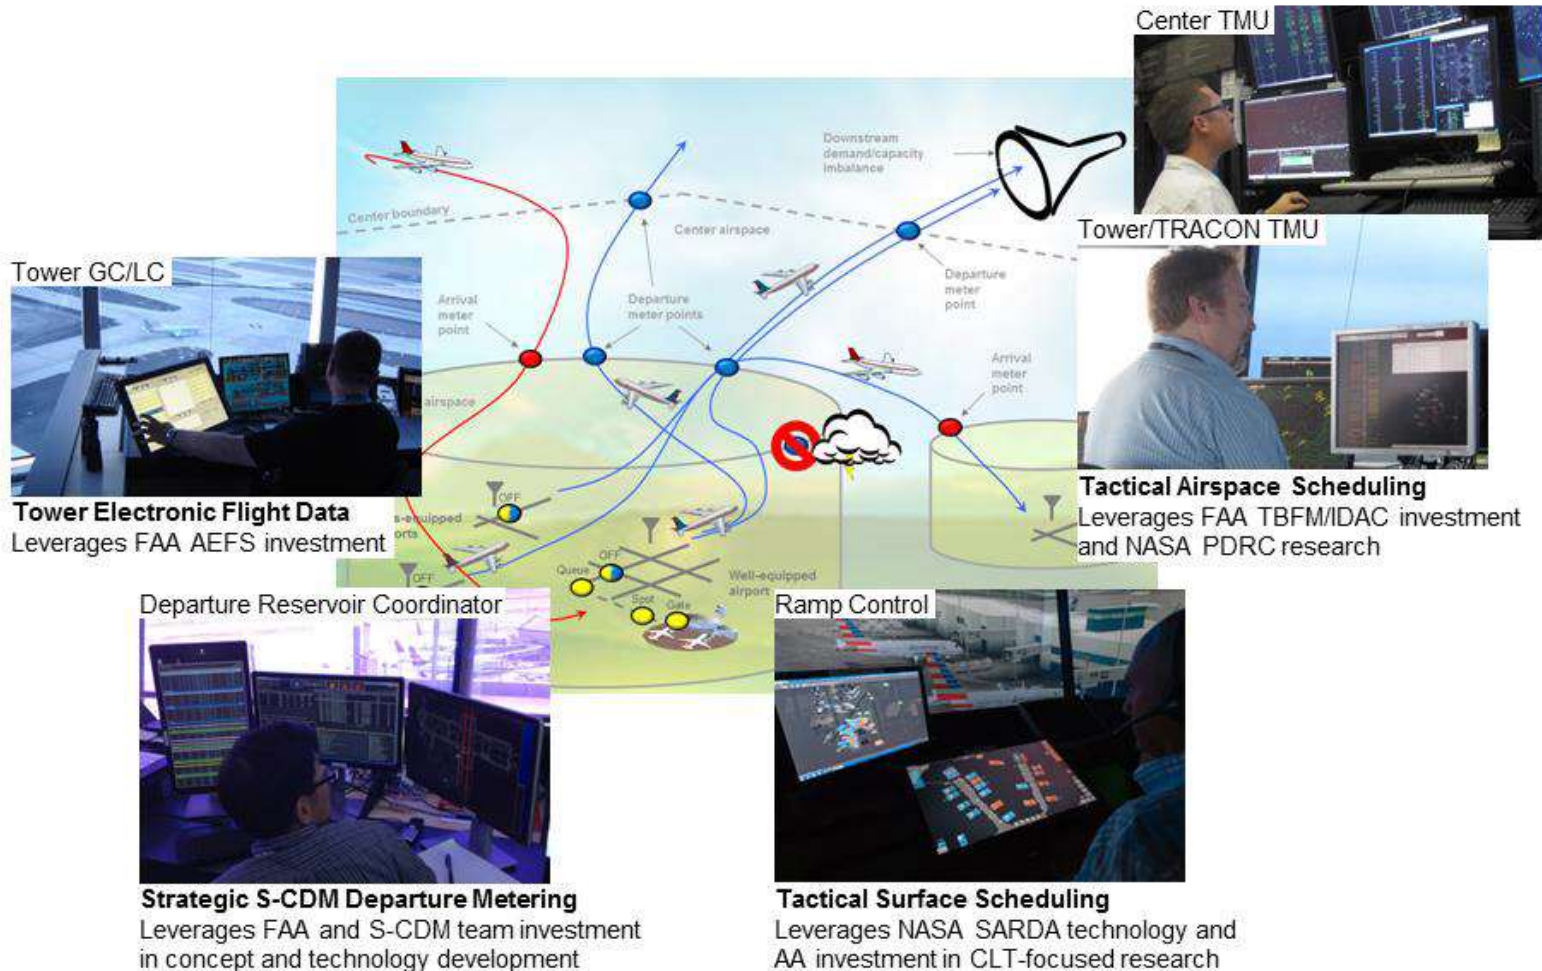 Center TMU
Downstream
demand/capacity
imbalance
Center boundary
Center airspace
Tower/TRACON TMU
Tower GC/LC
Arrival
meter
point
Departure
meter points
Departure
meter
point
Arrival
meter
point
airspace
Tower Electronic Flight Data
Leverages FAA AEFS investment
OFF
s-equipped
orts
OFF
Tactical Airspace Scheduling
Leverages FAA TBFM/IDAC investment
and NASA PDRC research
OFF
Queue
Well-equipped
airport
Spot
Gate
Departure Reservoir Coordinator
Ramp Control
Strategic S-CDM Departure Metering
Leverages FAA and S-CDM team investment
in concept and technology development
Tactical Surface Scheduling
Leverages NASA SARDA technology and
AA investment in CLT-focused research